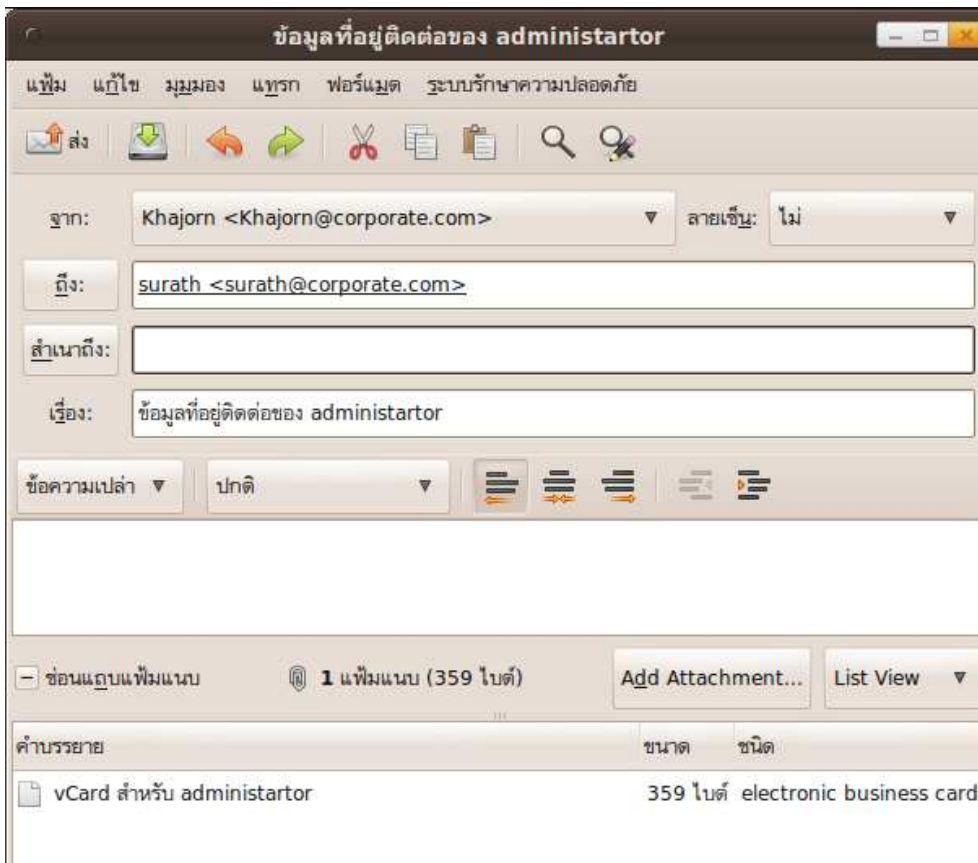 ข้อมูลที่อยู่ติดต่อของ administartor
แฟ้ม แก้ไข มุมมอง แทรก ฟอร์แมต ระบบรักษาความปลอดภัย
ส่ง
จาก: Khajorn <Khajorn@corporate.com> ลายเซ็น: ไม่
ถึง: surath <surath@corporate.com>
สำเนาถึง:
เรื่อง: ข้อมูลที่อยู่ติดต่อของ administartor
ข้อความเปล่า ปกติ
ซ่อนแถบแฟ้มแนบ 1 แฟ้มแนบ (359 ไบต์) Add Attachment... List View
คำบรรยาย ขนาด ชนิด
vCard สำหรับ administartor 359 ไบต์ electronic business card